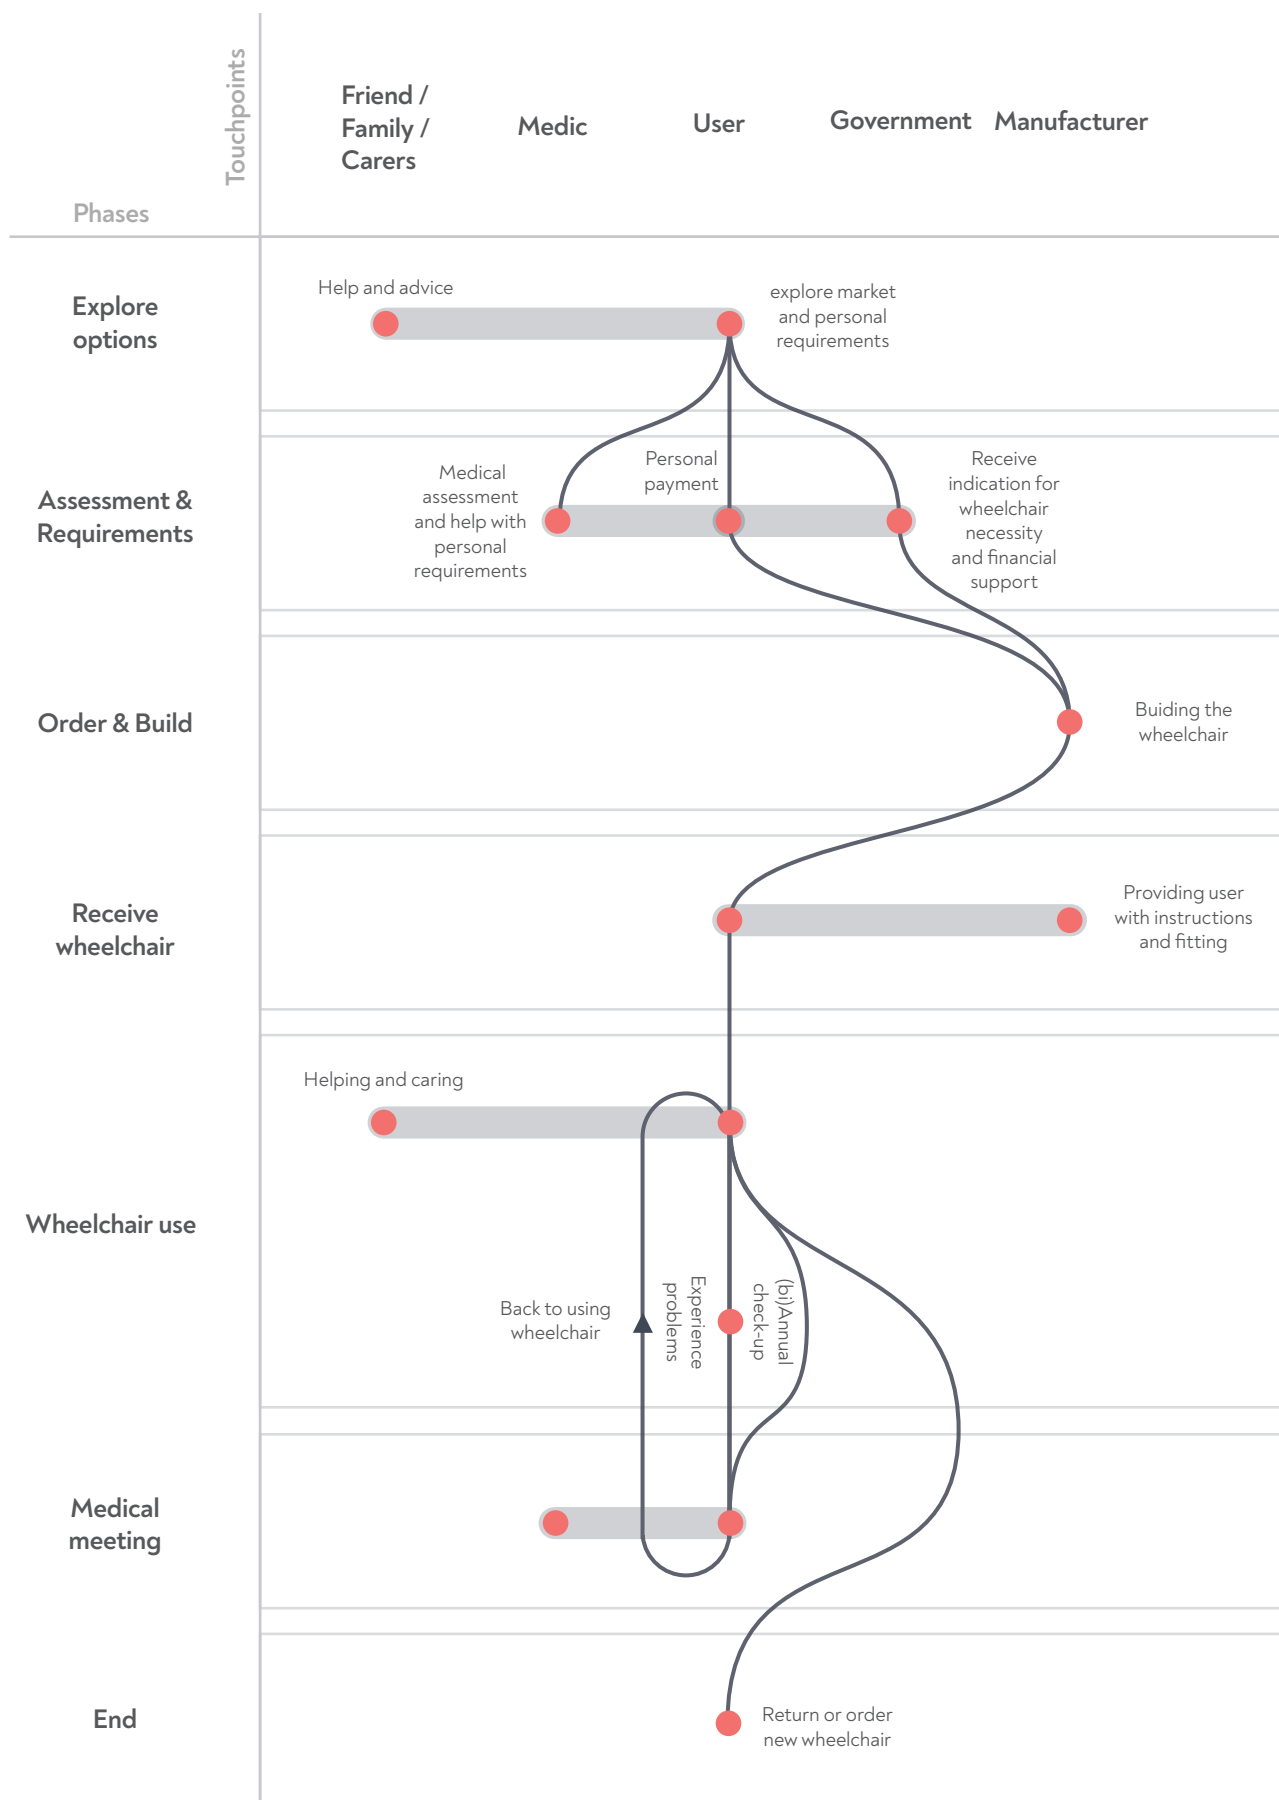 Touchpoints
Phases
Friend /
Family /
Carers
Medic
User
Government
Manufacturer
Explore
options
Help and advice
explore market
and personal
requirements
Assessment &
Requirements
Medical
assessment
and help with
personal
requirements
Personal
payment
Receive
indication for
wheelchair
necessity
and financial
support
Order & Build
Buiding the
wheelchair
Receive
wheelchair
Providing user
with instructions
and fitting
Wheelchair use
Helping and caring
Back to using
wheelchair
Experience
problems
(bi)Annual
check-up
Medical
meeting
End
Return or order
new wheelchair